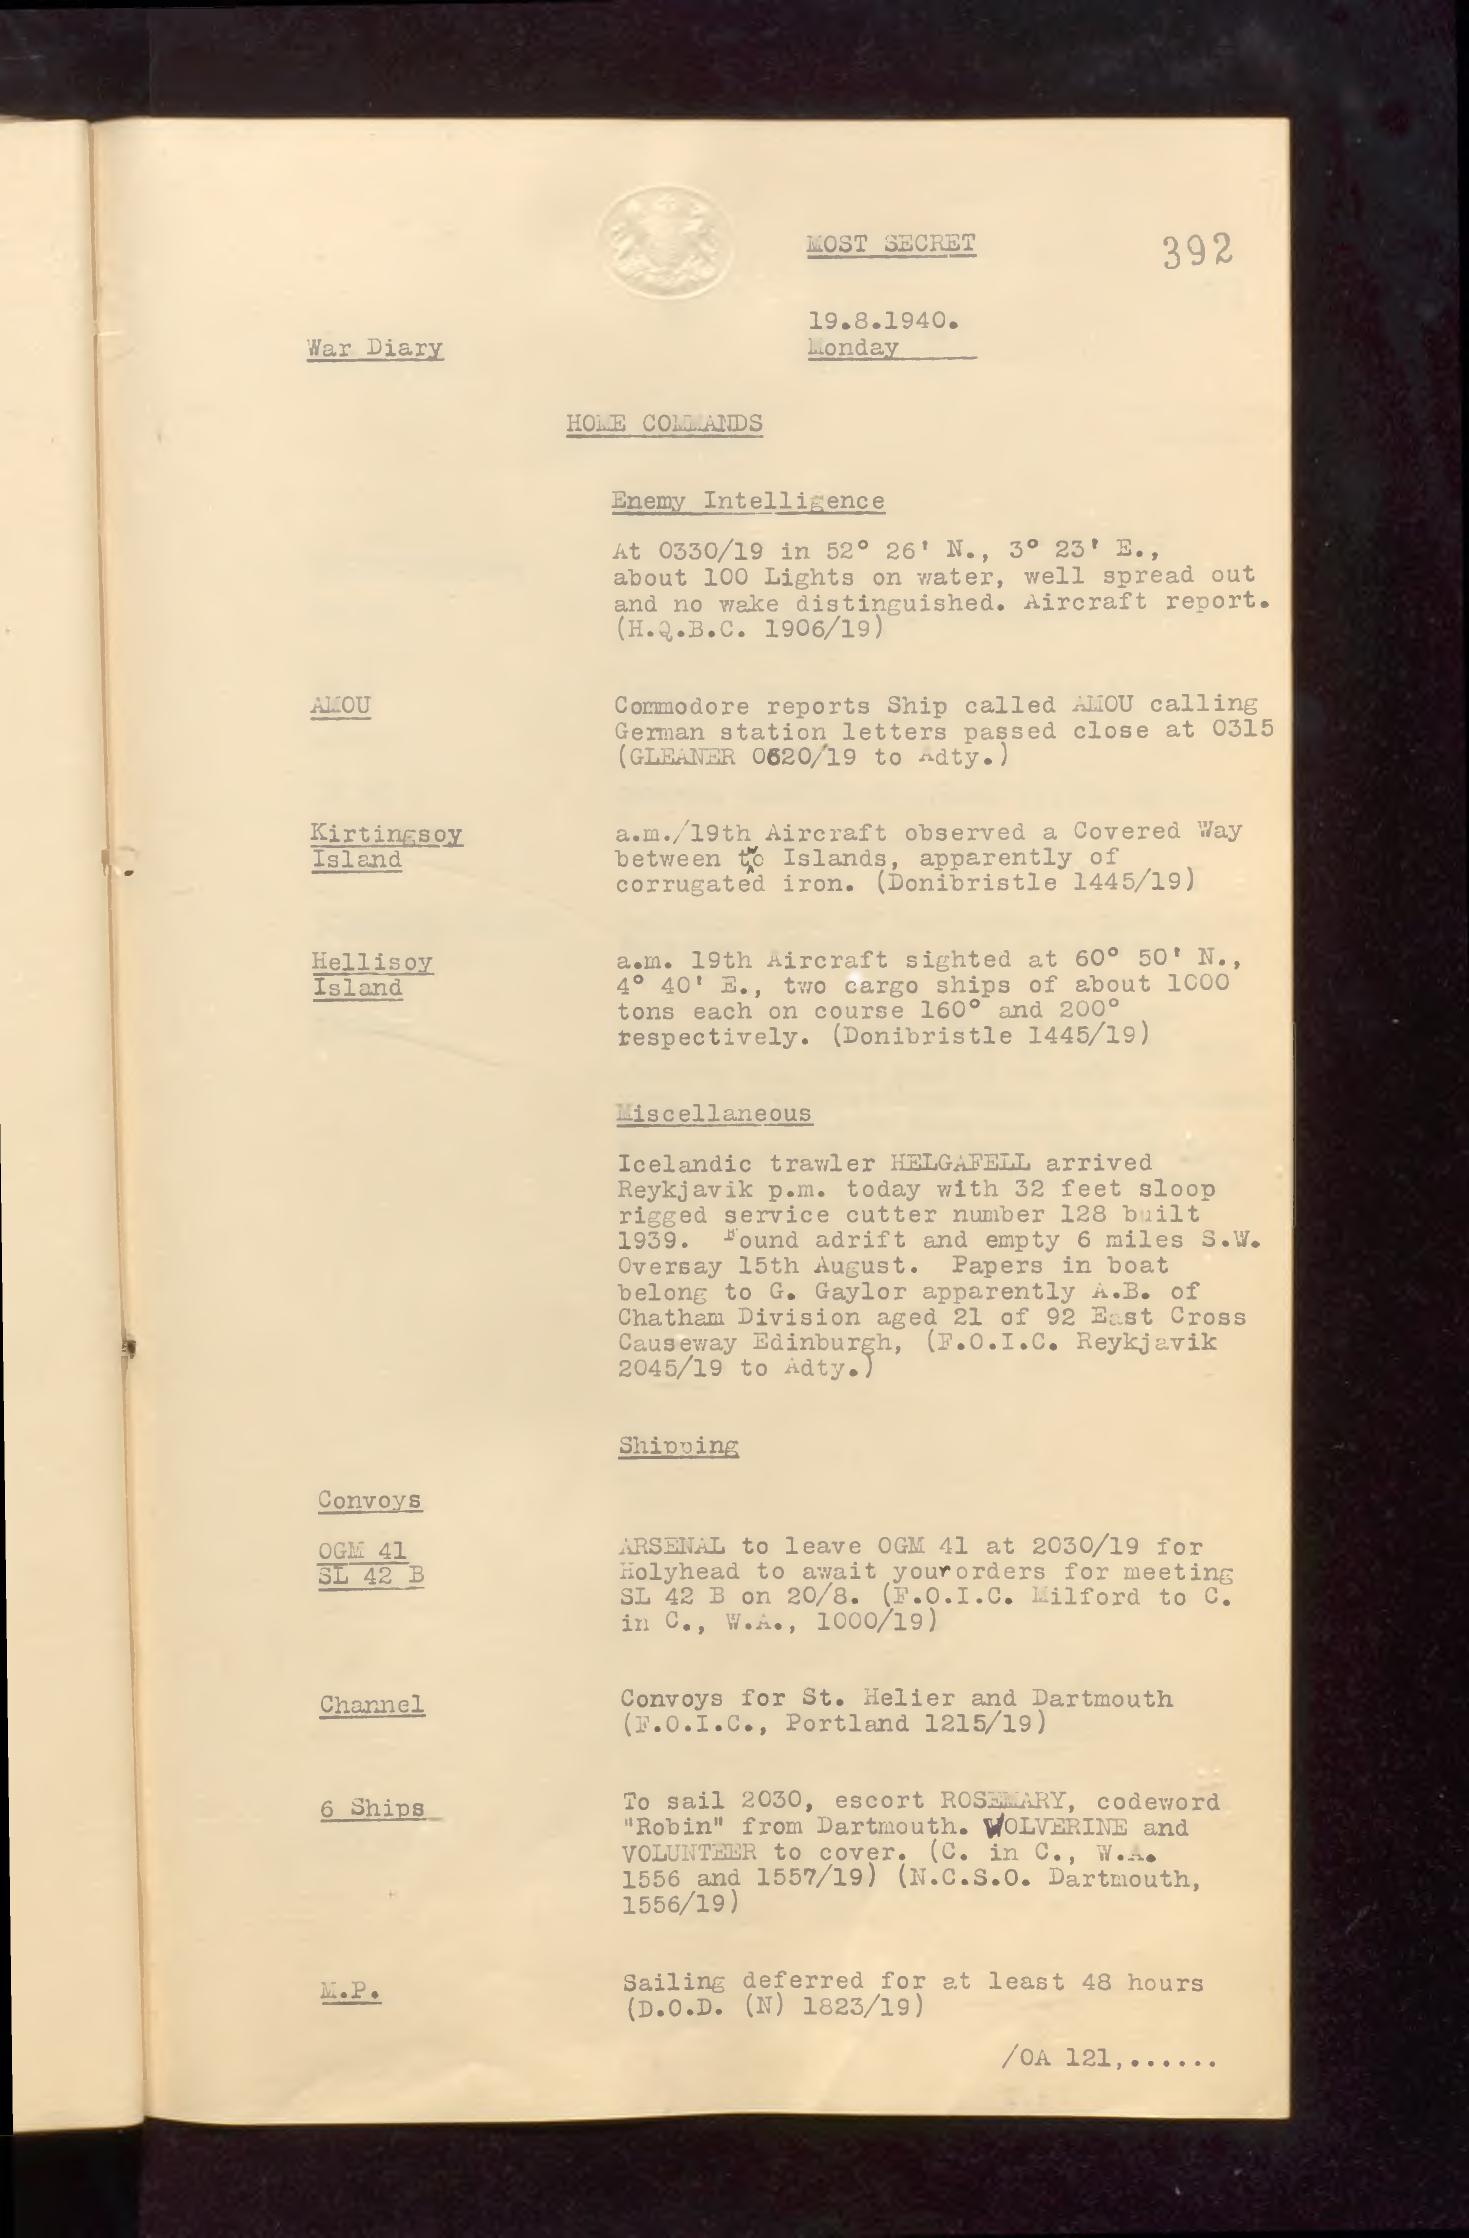 MOST SECRET
392
19.8.1940.
War Diary
Monday
HOME COMMANDS
Enemy Intelligence
At 0330/19 in 52° 26' N., 3° 23' E.,
about 100 Lights on water, well spread out
and no wake distinguished. Aircraft report.
(H.Q.B.C. 1906/19)
AMOU
Commodore reports Ship called AMOU calling
German station letters passed close at 0315
(GLEANER 0620/19 to Adty.)
Kirtingsoy
Island
a.m./19th Aircraft observed a Covered Way
between two Islands, apparently of
corrugated iron. (Donibristle 1445/19)
Hellisoy
Island
a.m. 19th Aircraft sighted at 60° 50' N.,
4° 40' E., two cargo ships of about 1000
tons each on course 160° and 200°
respectively. (Donibristle 1445/19)
Miscellaneous
Icelandic trawler HELGAFELL arrived
Reykjavik p.m. today with 32 feet sloop
rigged service cutter number 128 built
1939. Found adrift and empty 6 miles S.W.
Oversay 15th August. Papers in boat
belong to G. Gaylor apparently A.B. of
Chatham Division aged 21 of 92 East Cross
Causeway Edinburgh, (F.O.I.C. Reykjavik
2045/19 to Adty.)
Shipping
Convoys
OGM 41
SL 42 B
ARSENAL to leave OGM 41 at 2030/19 for
Holyhead to await your orders for meeting
SL 42 B on 20/8. (F.O.I.C. Milford to C.
in C., W.A., 1000/19)
Channel
Convoys for St. Helier and Dartmouth
(F.O.I.C., Portland 1215/19)
6 Ships
To sail 2030, escort ROSEMARY, codeword
"Robin" from Dartmouth. WOLVERINE and
VOLUNTEER to cover. (C. in C., W.A.
1556 and 1557/19) (N.C.S.O. Dartmouth,
1556/19)
M.P.
Sailing deferred for at least 48 hours
(D.O.D. (N) 1823/19)
/OA 121,......